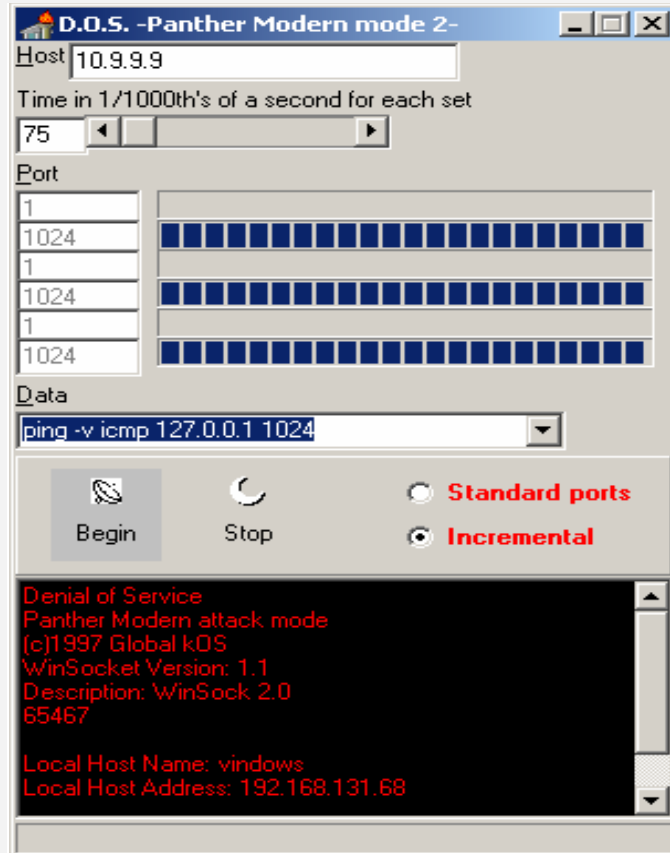 D.O.S. -Panther Modern mode 2-
Host 10.9.9.9
Time in 1/1000th's of a second for each set
75
Port
1
1024
1
1024
1
1024
Data
ping -v icmp 127.0.0.1 1024
Begin Stop
Standard ports
Incremental
Denial of Service
Panther Modern attack mode
(c)1997 Global kOS
WinSocket Version: 1.1
Description: WinSock 2.0
65467
Local Host Name: vindows
Local Host Address: 192.168.131.68